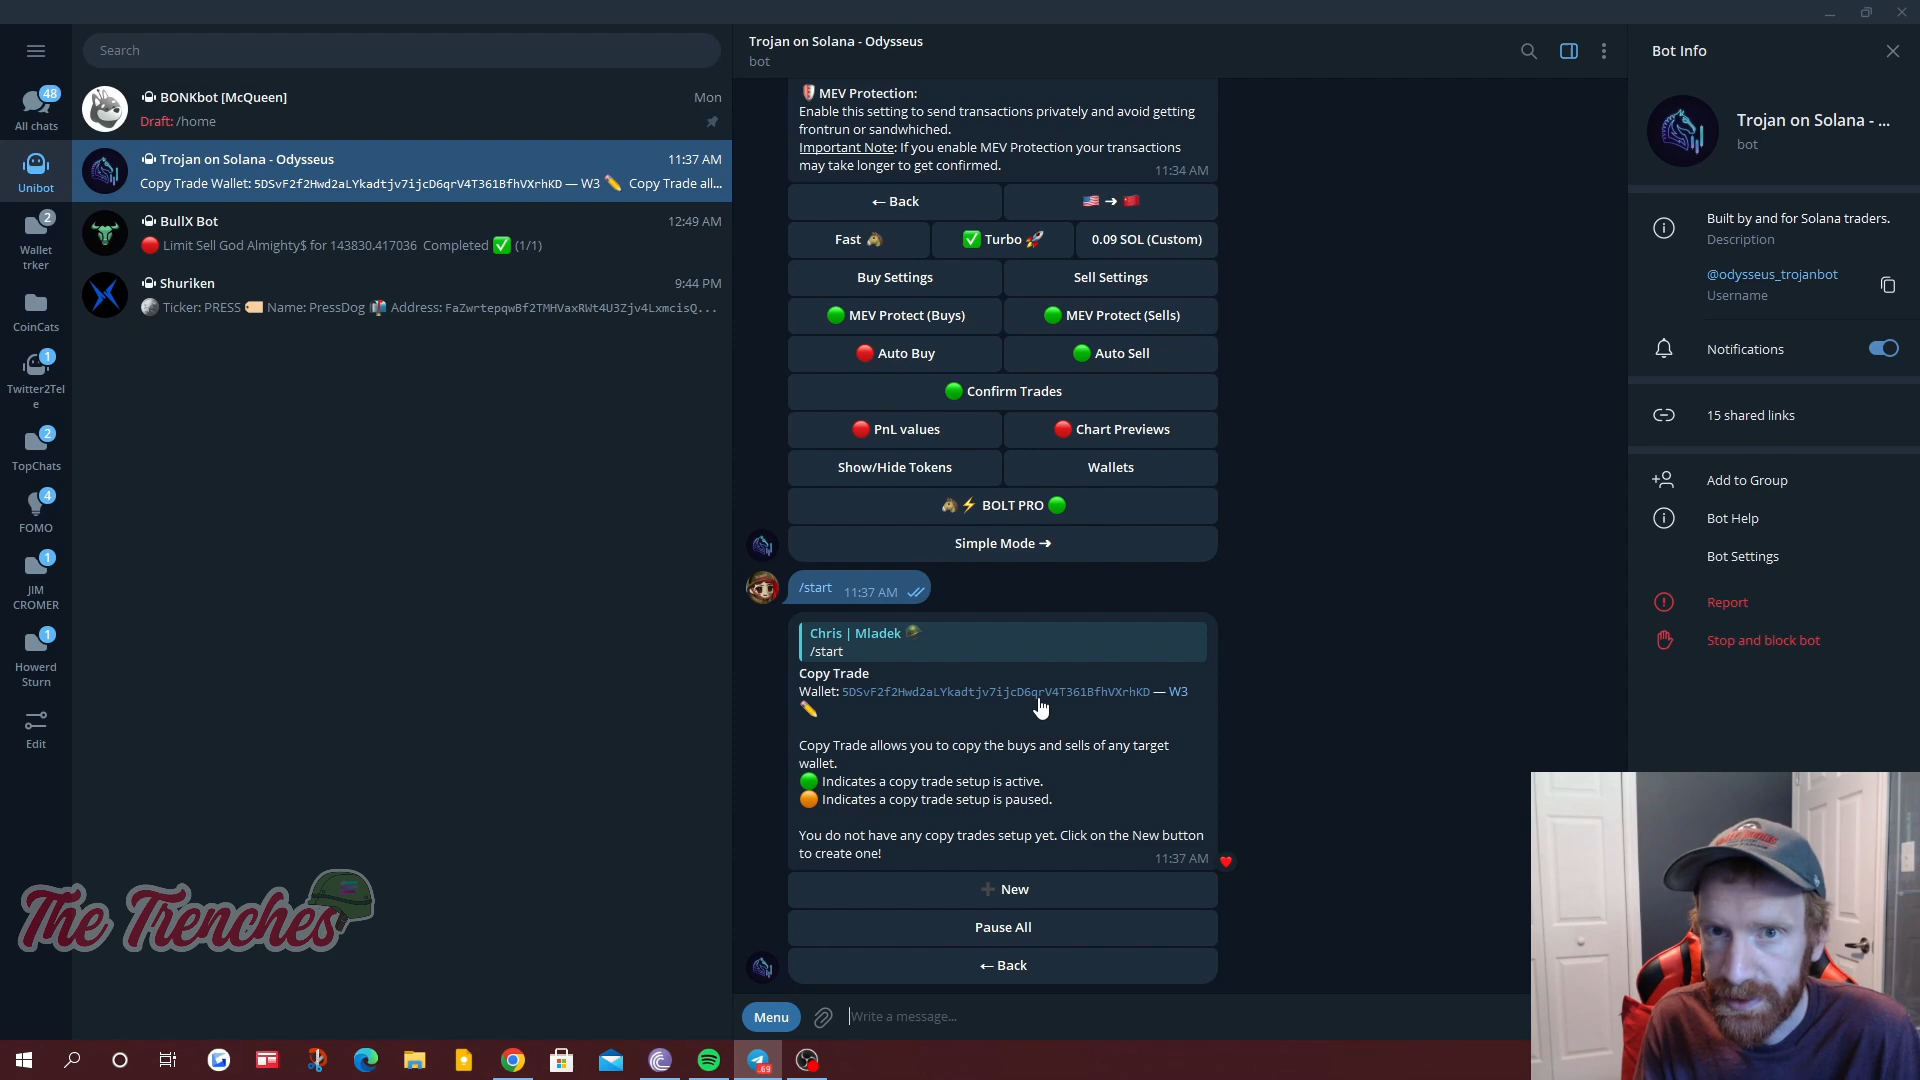 Search
48
All chats
Unibot
2
Wallet
trker
CoinCats
1
Twitter2Tel
e
2
TopChats
4
FOMO
1
JIM
CROMER
1
Howerd
Sturn
Edit
BONKbot [McQueen]
Mon
Draft: /home
Trojan on Solana - Odysseus
11:37 AM
Copy Trade Wallet: 5DSvF2f2Hwd2aLYkadtjv7ijcD6qrV4T361BfhVXrhKD — W3 ✏️ Copy Trade all...
BullX Bot
12:49 AM
🔴 Limit Sell God Almighty$ for 143830.417036 Completed ✅ (1/1)
Shuriken
9:44 PM
Ticker: PRESS 🏷️ Name: PressDog 📬 Address: FaZwrtepqwBf2TMHVaxRWt4U3Zjv4LxmcisQ...
The Trenches
Trojan on Solana - Odysseus
bot
MEV Protection:
Enable this setting to send transactions privately and avoid getting
frontrun or sandwhiched.
Important Note: If you enable MEV Protection your transactions
may take longer to get confirmed.
11:34 AM
← Back
🇺🇸 → 🇨🇳
Fast 🐴
✅ Turbo 🚀
0.09 SOL (Custom)
Buy Settings
Sell Settings
🟢 MEV Protect (Buys)
🟢 MEV Protect (Sells)
🔴 Auto Buy
🟢 Auto Sell
🟢 Confirm Trades
🔴 PnL values
🔴 Chart Previews
Show/Hide Tokens
Wallets
🐴⚡ BOLT PRO 🟢
Simple Mode ➜
/start
11:37 AM
Chris | Mladek
/start
Copy Trade
Wallet: 5DSvF2f2Hwd2aLYkadtjv7ijcD6qrV4T361BfhVXrhKD — W3
✏️
Copy Trade allows you to copy the buys and sells of any target
wallet.
🟢 Indicates a copy trade setup is active.
🟠 Indicates a copy trade setup is paused.
You do not have any copy trades setup yet. Click on the New button
to create one!
11:37 AM
➕ New
Pause All
← Back
Menu
Write a message...
Bot Info
Trojan on Solana - ...
bot
Built by and for Solana traders.
Description
@odysseus_trojanbot
Username
Notifications
15 shared links
Add to Group
Bot Help
Bot Settings
Report
Stop and block bot
.69